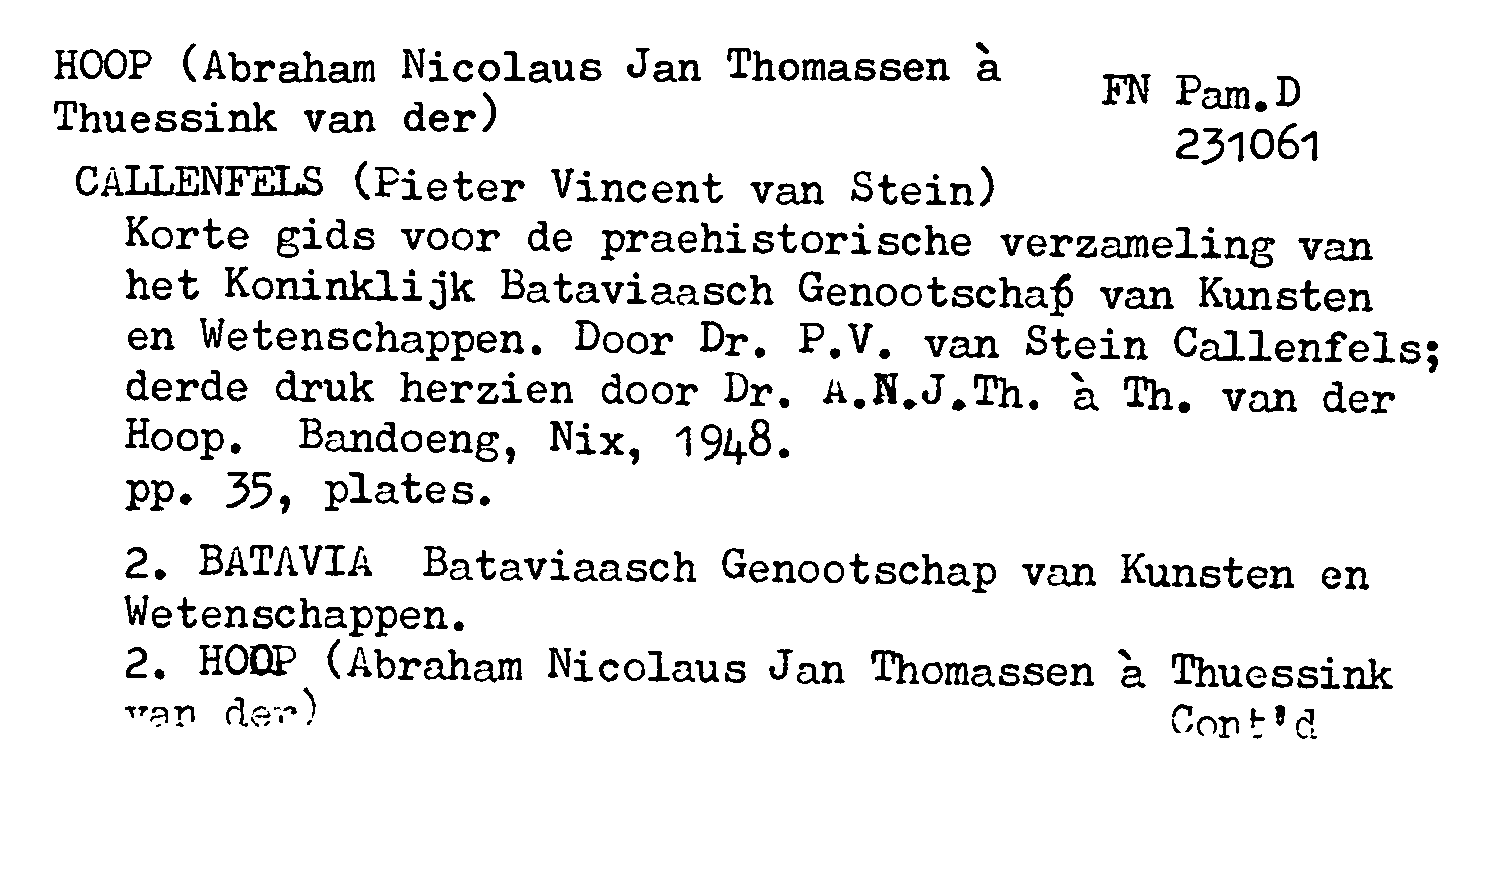 HOOP (Abraham Nicolaus Jan Thomassen à
Thuessink van der)
FN Pam.D
231061
CALLENFELS (Pieter Vincent van Stein)
Korte gids voor de praehistorische verzameling van
het Koninklijk Bataviaasch Genootschap van Kunsten
en Wetenschappen. Door Dr. P.V. van Stein Callenfels;
derde druk herzien door Dr. A.N.J.Th. à Th. van der
Hoop. Bandoeng, Nix, 1948.
pp. 35, plates.
2. BATAVIA Bataviaasch Genootschap van Kunsten en
Wetenschappen.
2. HOOP (Abraham Nicolaus Jan Thomassen à Thuessink
van der)
Cont'd